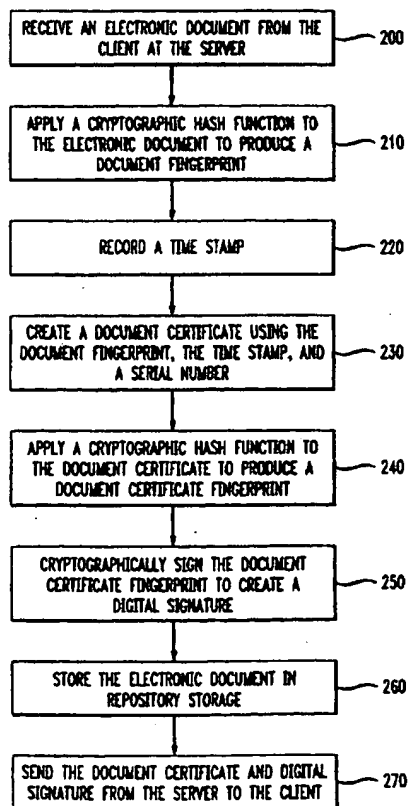 RECEIVE AN ELECTRONIC DOCUMENT FROM THE
CLIENT AT THE SERVER
200
APPLY A CRYPTOGRAPHIC HASH FUNCTION TO
THE ELECTRONIC DOCUMENT TO PRODUCE A
DOCUMENT FINGERPRINT
210
RECORD A TIME STAMP
220
CREATE A DOCUMENT CERTIFICATE USING THE
DOCUMENT FINGERPRINT, THE TIME STAMP, AND
A SERIAL NUMBER
230
APPLY A CRYPTOGRAPHIC HASH FUNCTION TO
THE DOCUMENT CERTIFICATE TO PRODUCE A
DOCUMENT CERTIFICATE FINGERPRINT
240
CRYPTOGRAPHICALLY SIGN THE DOCUMENT
CERTIFICATE FINGERPRINT TO CREATE A
DIGITAL SIGNATURE
250
STORE THE ELECTRONIC DOCUMENT IN
REPOSITORY STORAGE
260
SEND THE DOCUMENT CERTIFICATE AND DIGITAL
SIGNATURE FROM THE SERVER TO THE CLIENT
270